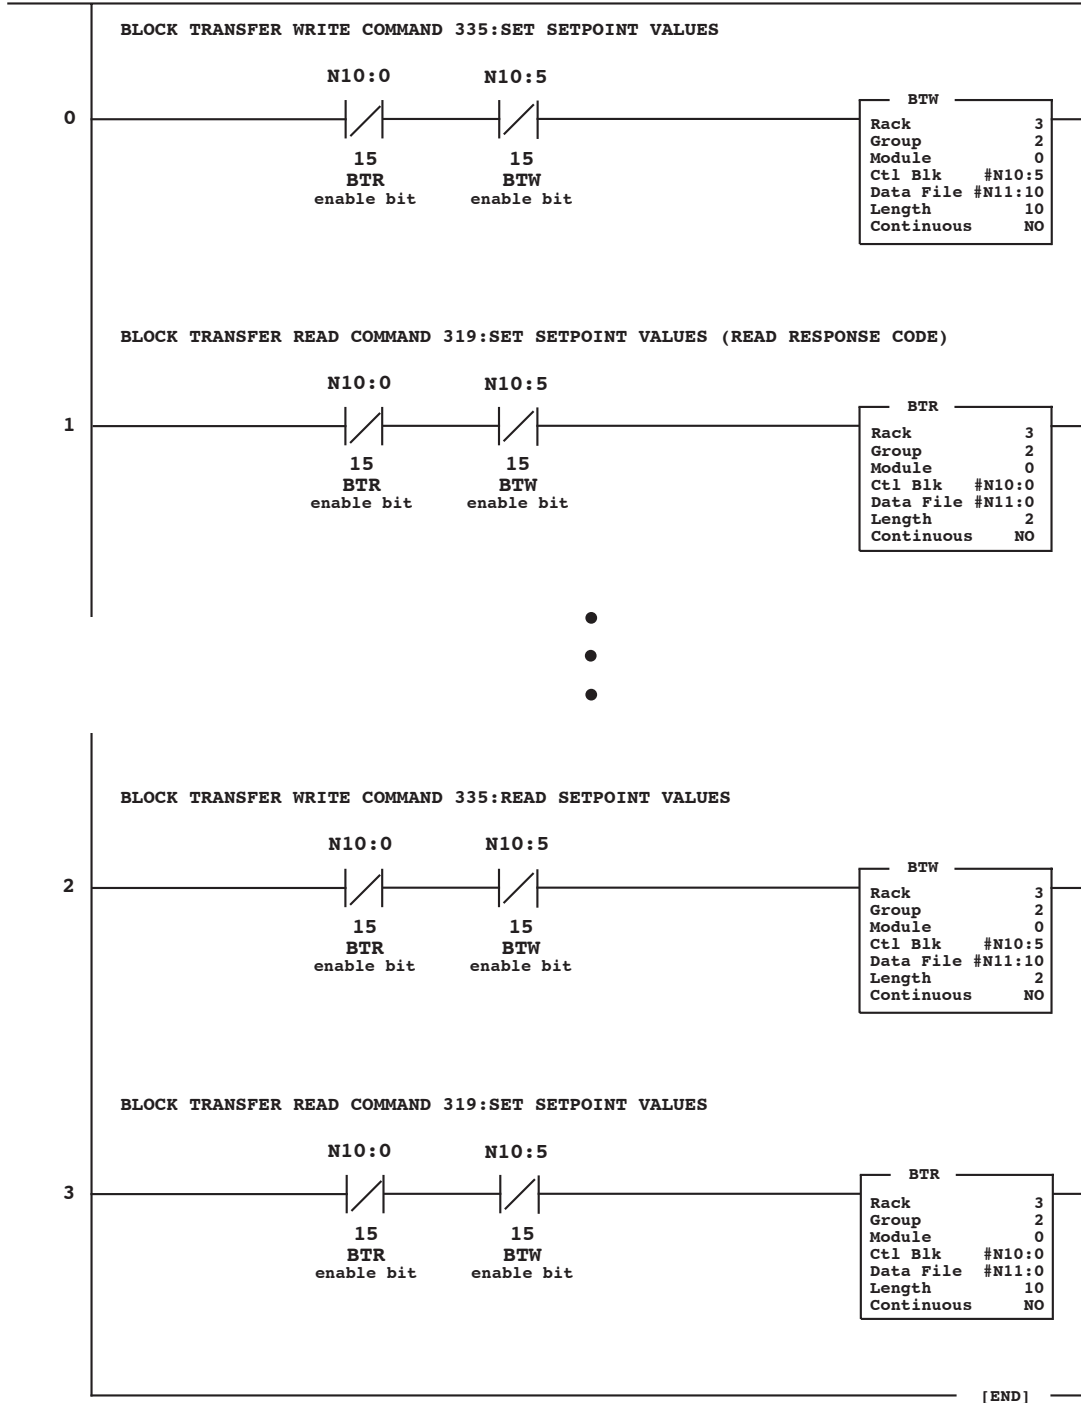 BLOCK TRANSFER WRITE COMMAND 335:SET SETPOINT VALUES
N10:0 N10:5
0
15 15
BTR BTW
enable bit enable bit
BTW
Rack 3
Group 2
Module 0
Ctl Blk #N10:5
Data File #N11:10
Length 10
Continuous NO
BLOCK TRANSFER READ COMMAND 319:SET SETPOINT VALUES (READ RESPONSE CODE)
N10:0 N10:5
1
15 15
BTR BTW
enable bit enable bit
BTR
Rack 3
Group 2
Module 0
Ctl Blk #N10:0
Data File #N11:0
Length 2
Continuous NO
BLOCK TRANSFER WRITE COMMAND 335:READ SETPOINT VALUES
N10:0 N10:5
2
15 15
BTR BTW
enable bit enable bit
BTW
Rack 3
Group 2
Module 0
Ctl Blk #N10:5
Data File #N11:10
Length 2
Continuous NO
BLOCK TRANSFER READ COMMAND 319:SET SETPOINT VALUES
N10:0 N10:5
3
15 15
BTR BTW
enable bit enable bit
BTR
Rack 3
Group 2
Module 0
Ctl Blk #N10:0
Data File #N11:0
Length 10
Continuous NO
[END]